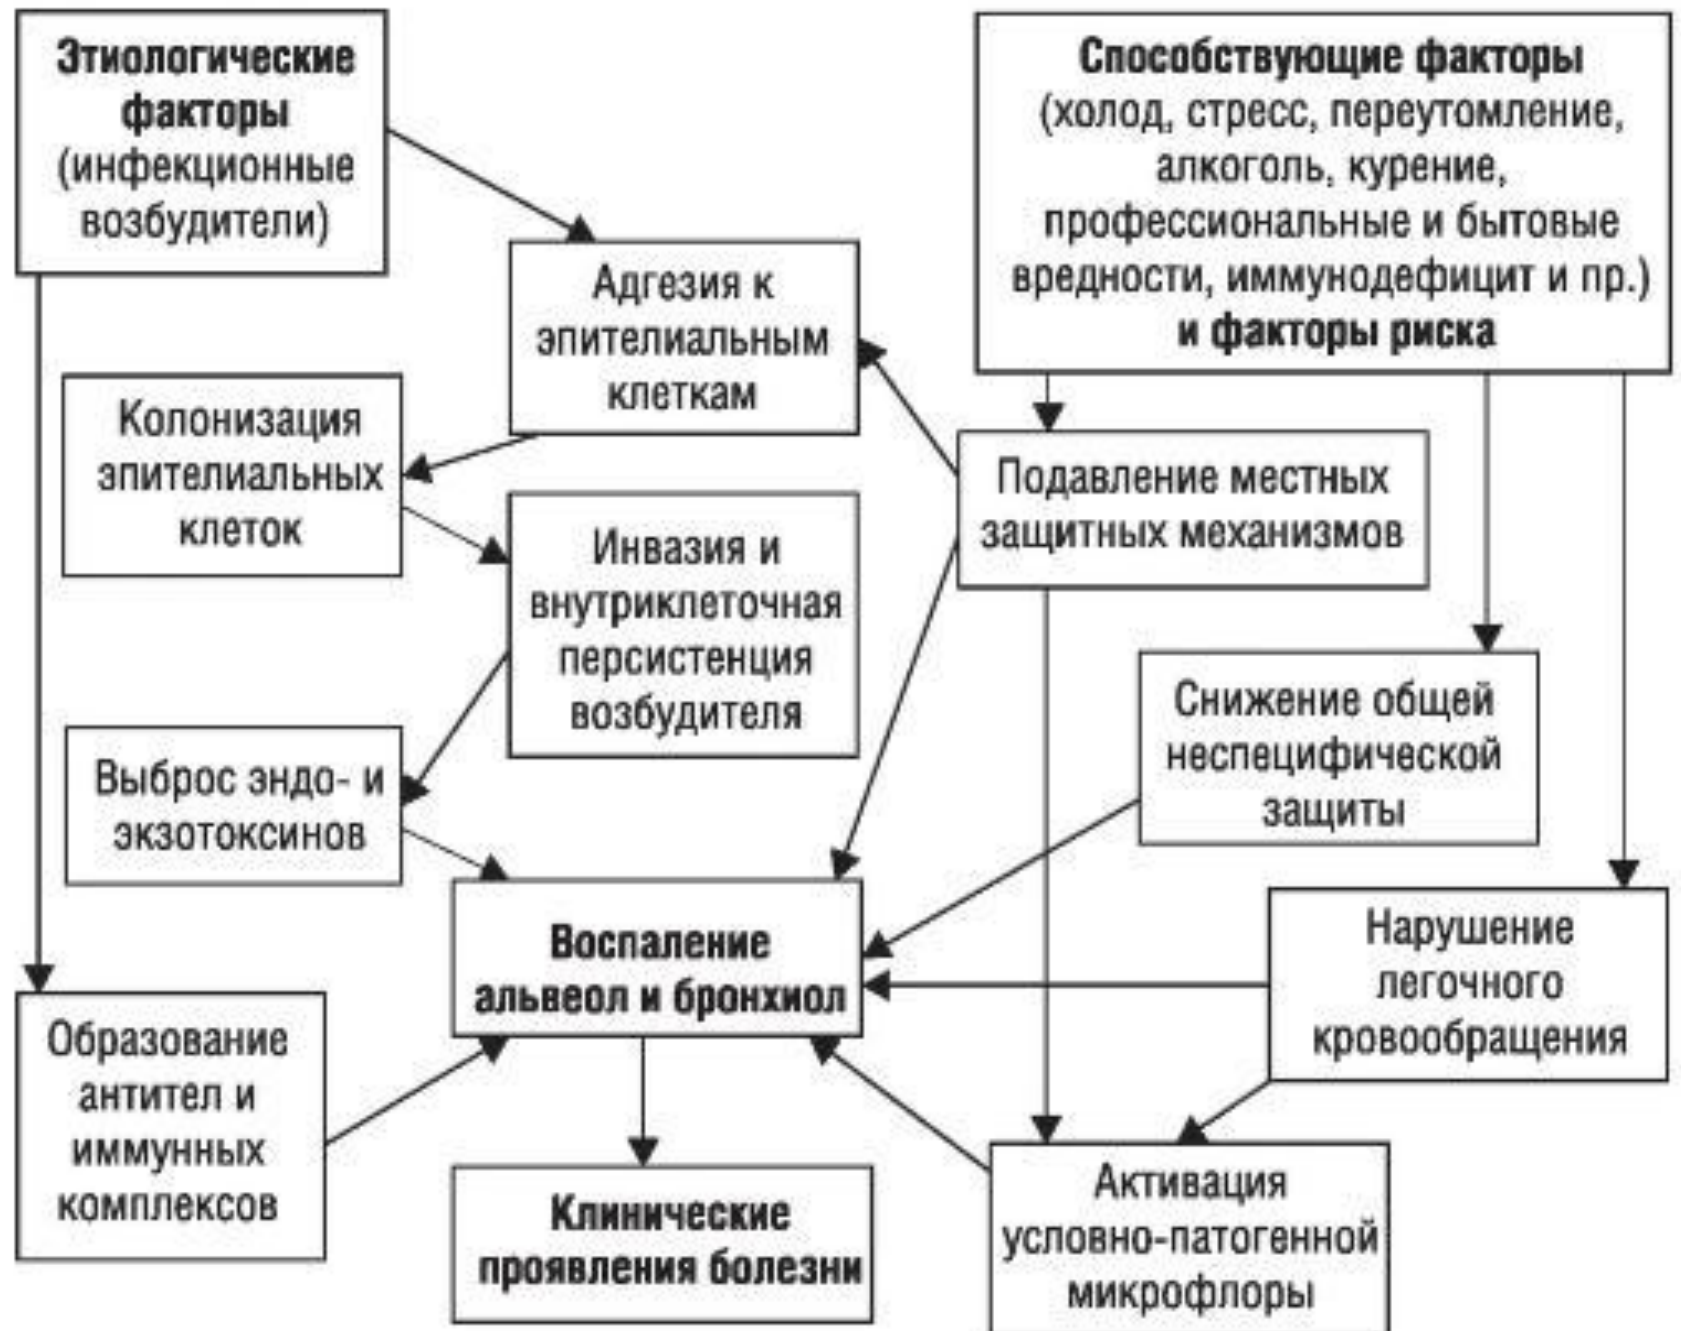 Этиологические
факторы
(инфекционные
возбудители)
Способствующие факторы
(холод, стресс, переутомление,
алкоголь, курение,
профессиональные и бытовые
вредности, иммунодефицит и пр.)
и факторы риска
Адгезия к
эпителиальным
клеткам
Колонизация
эпителиальных
клеток
Подавление местных
защитных механизмов
Инвазия и
внутриклеточная
персистенция
возбудителя
Снижение общей
неспецифической
защиты
Выброс эндо- и
экзотоксинов
Воспаление
альвеол и бронхиол
Нарушение
легочного
кровообращения
Образование
антител и
иммунных
комплексов
Клинические
проявления болезни
Активация
условно-патогенной
микрофлоры